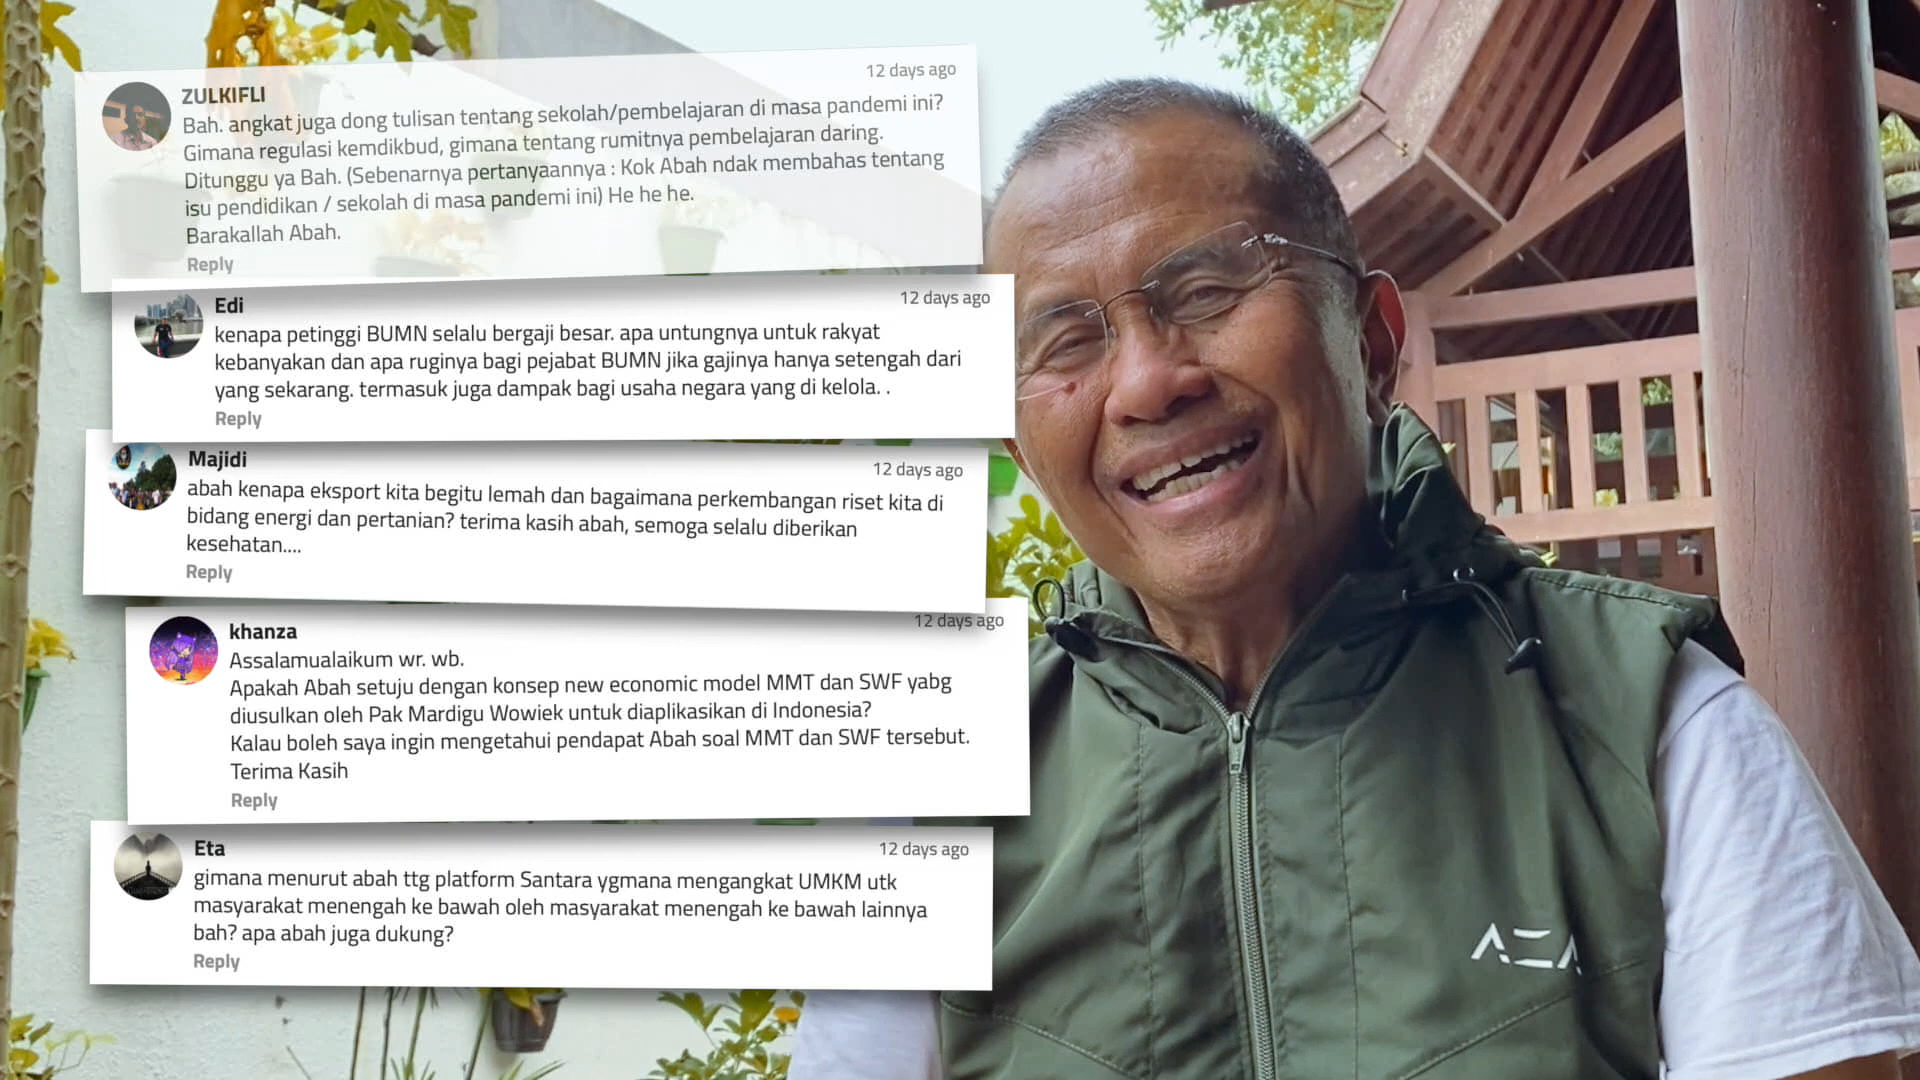 ZULKIFLI
12 days ago
Bah. angkat juga dong tulisan tentang sekolah/pembelajaran di masa pandemi ini?
Gimana regulasi kemdikbud, gimana tentang rumitnya pembelajaran daring.
Ditunggu ya Bah. (Sebenarnya pertanyaannya : Kok Abah ndak membahas tentang
isu pendidikan / sekolah di masa pandemi ini) He he he.
Barakallah Abah.
Reply
Edi
12 days ago
kenapa petinggi BUMN selalu bergaji besar. apa untungnya untuk rakyat
kebanyakan dan apa ruginya bagi pejabat BUMN jika gajinya hanya setengah dari
yang sekarang. termasuk juga dampak bagi usaha negara yang di kelola. .
Reply
Majidi
12 days ago
abah kenapa eksport kita begitu lemah dan bagaimana perkembangan riset kita di
bidang energi dan pertanian? terima kasih abah, semoga selalu diberikan
kesehatan....
Reply
khanza
12 days ago
Assalamualaikum wr. wb.
Apakah Abah setuju dengan konsep new economic model MMT dan SWF yabg
diusulkan oleh Pak Mardigu Wowiek untuk diaplikasikan di Indonesia?
Kalau boleh saya ingin mengetahui pendapat Abah soal MMT dan SWF tersebut.
Terima Kasih
Reply
Eta
12 days ago
gimana menurut abah ttg platform Santara ygmana mengangkat UMKM utk
masyarakat menengah ke bawah oleh masyarakat menengah ke bawah lainnya
bah? apa abah juga dukung?
Reply